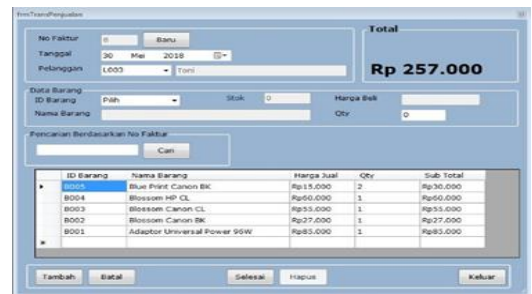 frmTransPenjualan
No Faktur 6 Baru
Tanggal 30 Mei 2018
Pelanggan L003 Toni
Total
Rp 257.000
Data Barang
ID Barang Pilih Stok 0 Harga Beli
Nama Barang Qty 0
Pencarian Berdasarkan No Faktur
Cari
ID Barang Nama Barang Harga Jual Qty Sub Total
B005 Blue Print Canon BK Rp15.000 2 Rp30.000
B004 Blossom HP CL Rp60.000 1 Rp60.000
B003 Blossom Canon CL Rp55.000 1 Rp55.000
B002 Blossom Canon BK Rp27.000 1 Rp27.000
B001 Adaptor Universal Power 96W Rp85.000 1 Rp85.000
Tambah Batal Selesai Hapus Keluar